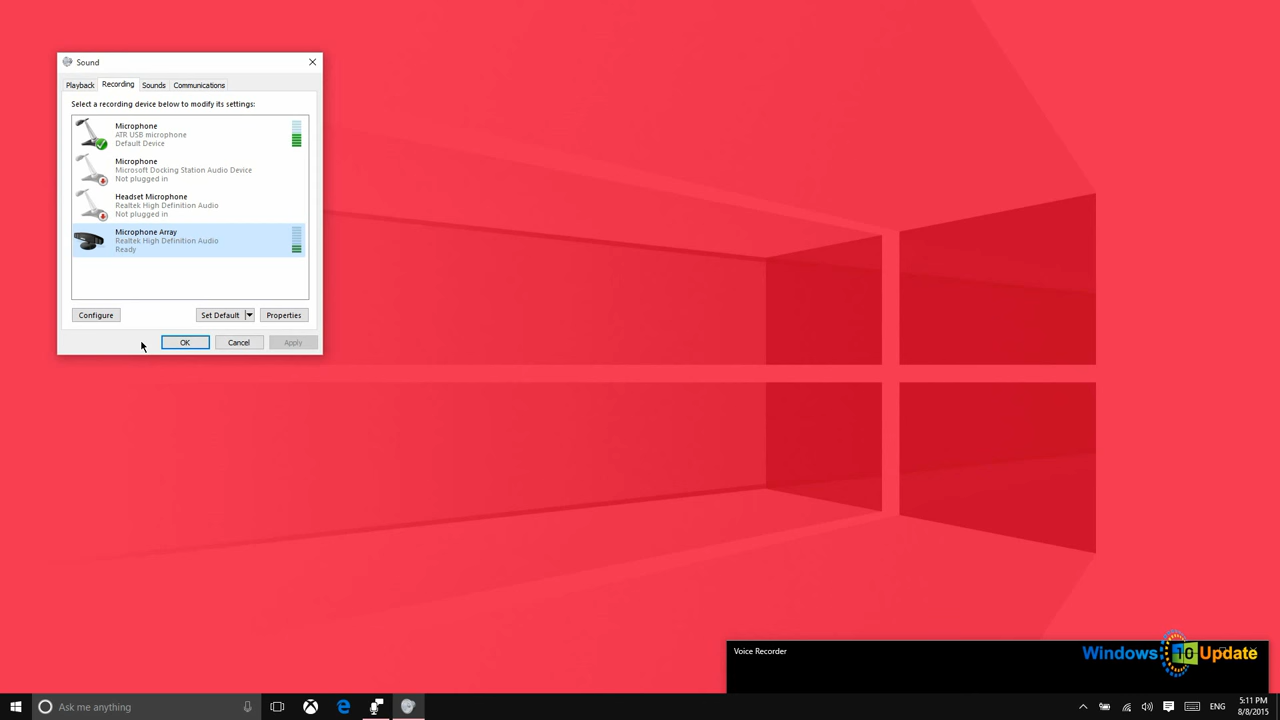 Sound
Playback
Recording
Sounds
Communications
Select a recording device below to modify its settings:
Microphone
ATR USB microphone
Default Device
Microphone
Microsoft Docking Station Audio Device
Not plugged in
Headset Microphone
Realtek High Definition Audio
Not plugged in
Microphone Array
Realtek High Definition Audio
Ready
Configure
Set Default
Properties
OK
Cancel
Apply
Voice Recorder
Windows 10 Update
Ask me anything
ENG
5:11 PM
8/8/2015